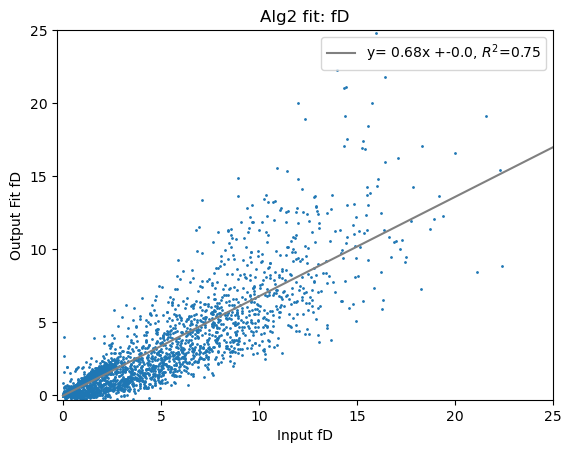 Alg2 fit: fD
y= 0.68x +-0.0, R²=0.75
25
20
15
10
5
0
Output Fit fD
0 5 10 15 20 25
Input fD